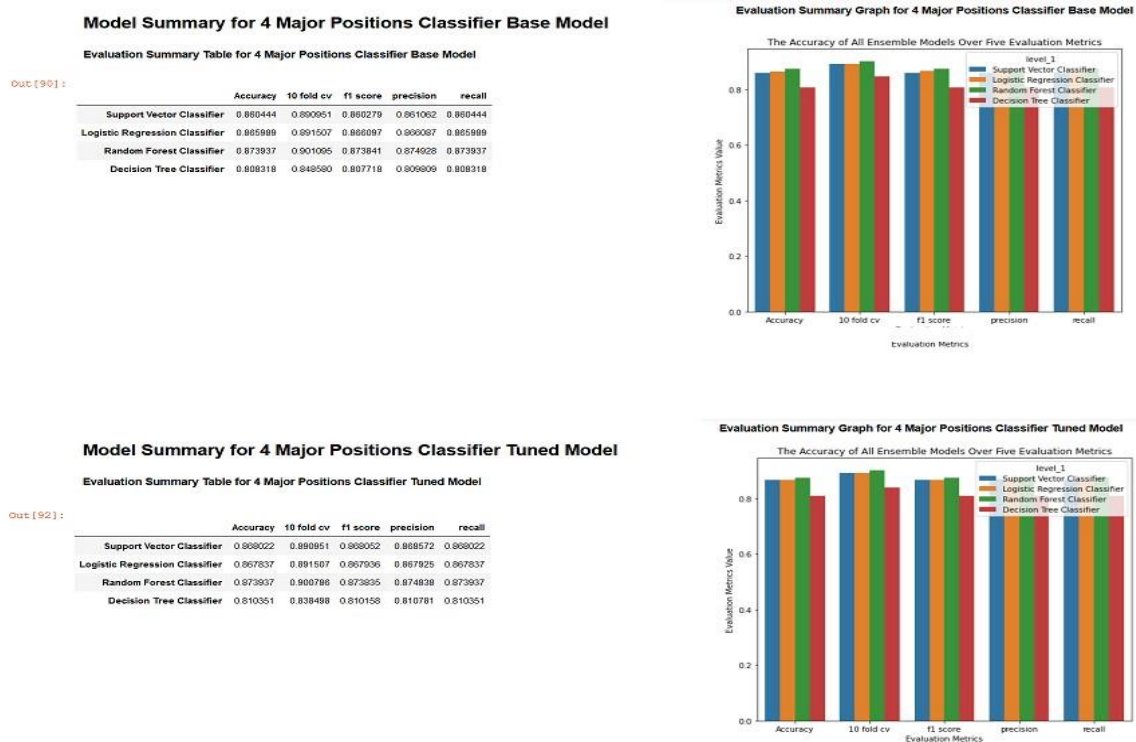 Model Summary for 4 Major Positions Classifier Base Model
Evaluation Summary Table for 4 Major Positions Classifier Base Model
Out[90]:
Accuracy 10 fold cv f1 score precision recall
Support Vector Classifier 0.860444 0.890951 0.860279 0.861062 0.860444
Logistic Regression Classifier 0.865989 0.891507 0.866097 0.866087 0.865989
Random Forest Classifier 0.873937 0.901095 0.873841 0.874928 0.873937
Decision Tree Classifier 0.808318 0.848580 0.807718 0.809809 0.808318
Evaluation Summary Graph for 4 Major Positions Classifier Base Model
The Accuracy of All Ensemble Models Over Five Evaluation Metrics
level_1
Support Vector Classifier
Logistic Regression Classifier
Random Forest Classifier
Decision Tree Classifier
Evaluation Metrics Value
0.8
0.6
0.4
0.2
0.0
Accuracy 10 fold cv f1 score precision recall
Evaluation Metrics
Model Summary for 4 Major Positions Classifier Tuned Model
Evaluation Summary Table for 4 Major Positions Classifier Tuned Model
Out[92]:
Accuracy 10 fold cv f1 score precision recall
Support Vector Classifier 0.868022 0.890951 0.868052 0.868572 0.868022
Logistic Regression Classifier 0.867837 0.891507 0.867936 0.867925 0.867837
Random Forest Classifier 0.873937 0.900786 0.873835 0.874838 0.873937
Decision Tree Classifier 0.810351 0.838498 0.810158 0.810781 0.810351
Evaluation Summary Graph for 4 Major Positions Classifier Tuned Model
The Accuracy of All Ensemble Models Over Five Evaluation Metrics
level_1
Support Vector Classifier
Logistic Regression Classifier
Random Forest Classifier
Decision Tree Classifier
Evaluation Metrics Value
0.8
0.6
0.4
0.2
0.0
Accuracy 10 fold cv f1 score precision recall
Evaluation Metrics